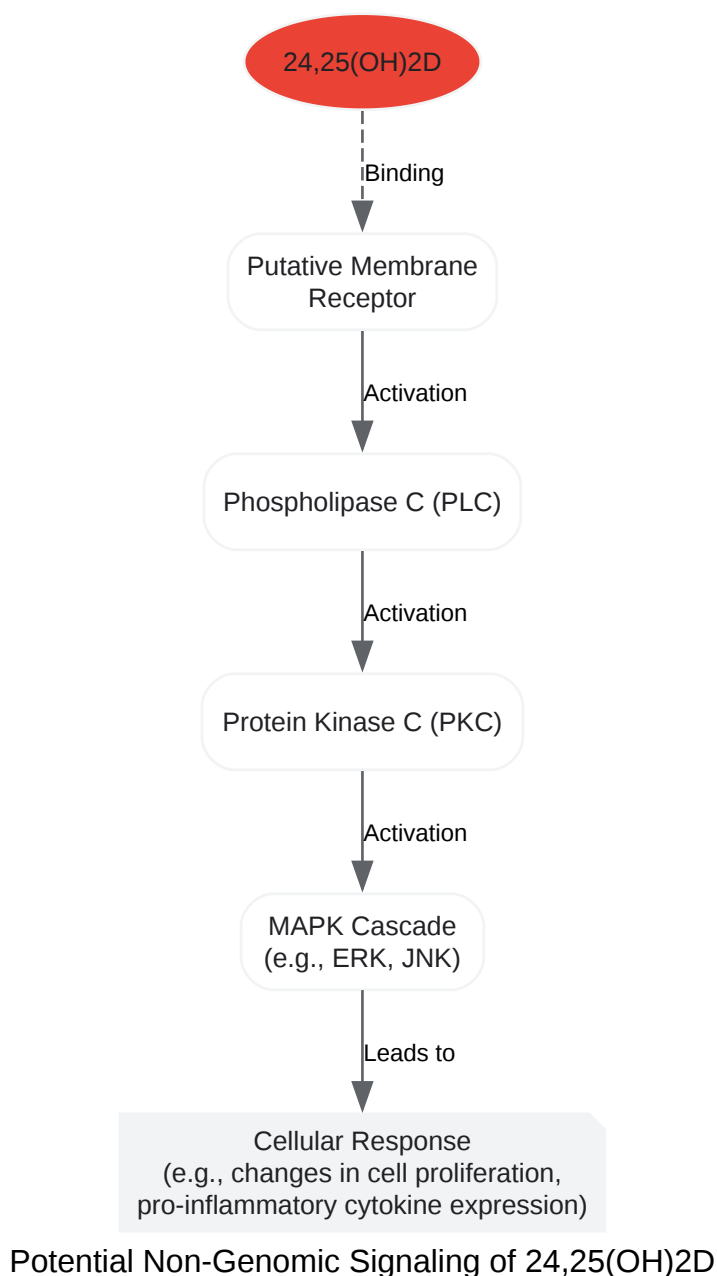 24,25(OH)2D
Binding
Putative Membrane
Receptor
Activation
Phospholipase C (PLC)
Activation
Protein Kinase C (PKC)
Activation
MAPK Cascade
(e.g., ERK, JNK)
Leads to
Cellular Response
(e.g., changes in cell proliferation,
pro-inflammatory cytokine expression)
Potential Non-Genomic Signaling of 24,25(OH)2D